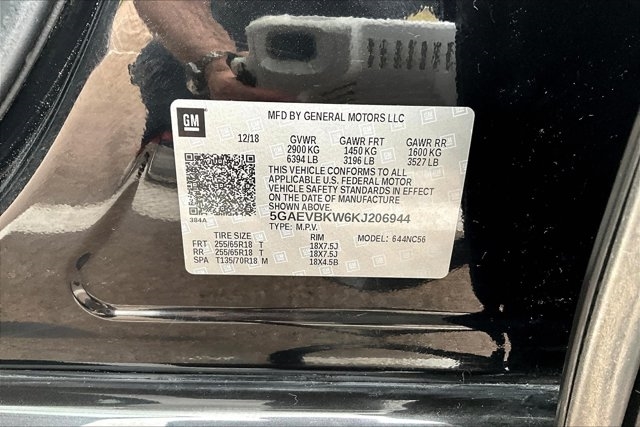 GM
MFD BY GENERAL MOTORS LLC
12/18 GVWR GAWR FRT GAWR RR
2900 KG 1450 KG 1600 KG
6394 LB 3196 LB 3527 LB
THIS VEHICLE CONFORMS TO ALL
APPLICABLE U.S. FEDERAL MOTOR
VEHICLE SAFETY STANDARDS IN EFFECT
ON THE DATE OF MANUFACTURE
SHOWN ABOVE.
384A
5GAEVBKW6KJ206944
TYPE: M.P.V.
TIRE SIZE RIM MODEL: 644NC56
FRT 255/65R18 T 18X7.5J
RR 255/65R18 T 18X7.5J
SPA T135/70R18 M 18X4.5B